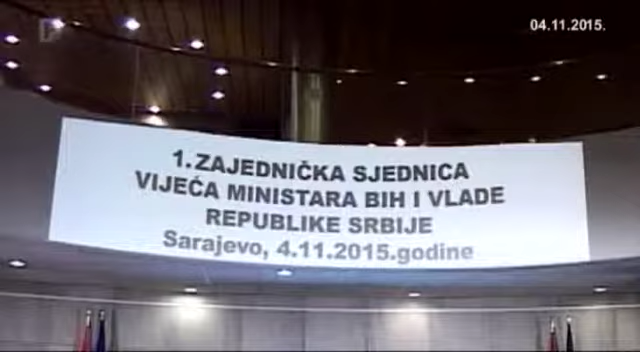 04.11.2015.
1. ZAJEDNIČKA SJEDNICA
VIJEĆA MINISTARA BIH I VLADE
REPUBLIKE SRBIJE
Sarajevo, 4.11.2015.godine